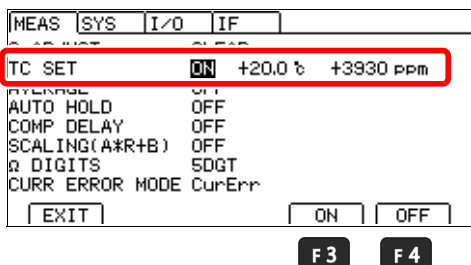 MEAS SYS I/O IF
TC SET ON +20.0 ℃ +3930 ppm
AUTO HOLD OFF
COMP DELAY OFF
SCALING(A*R+B) OFF
Ω DIGITS 5DGT
CURR ERROR MODE CurErr
EXIT ON OFF
F3 F4